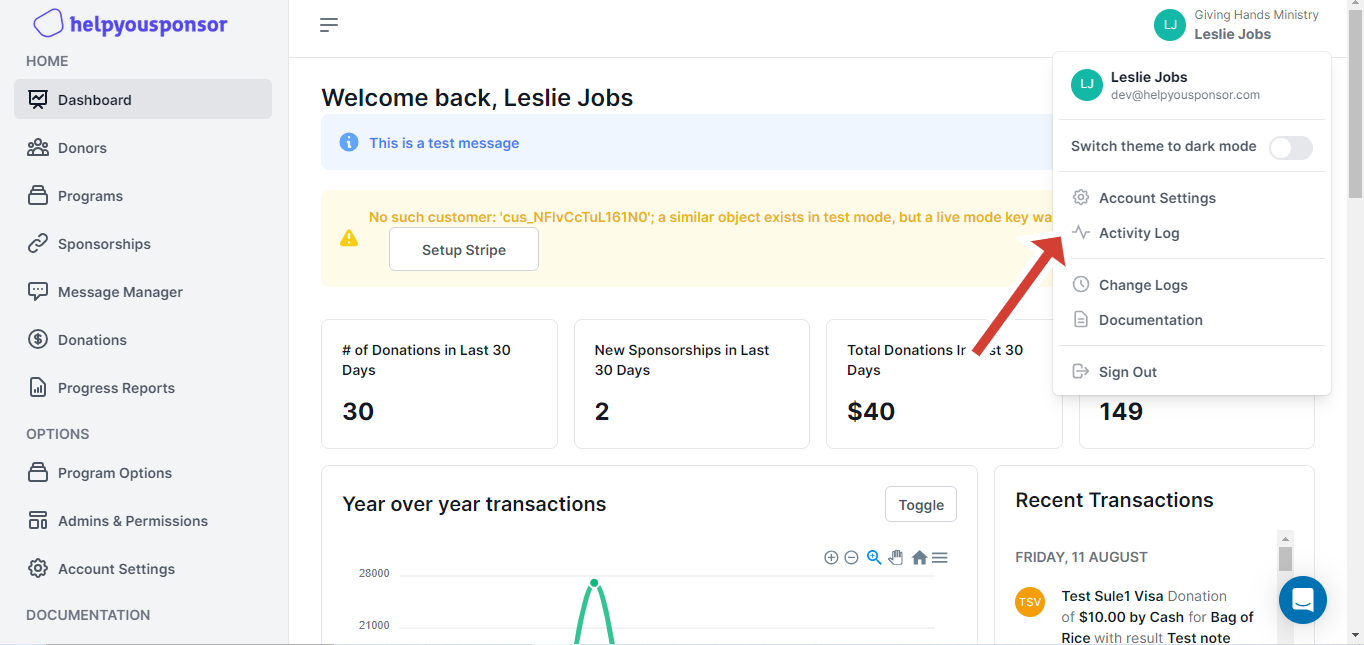 helpyousponsor
HOME
Dashboard
Donors
Programs
Sponsorships
Message Manager
Donations
Progress Reports
OPTIONS
Program Options
Admins & Permissions
Account Settings
DOCUMENTATION
LJ
Giving Hands Ministry
Leslie Jobs
LJ
Leslie Jobs
dev@helpyousponsor.com
Switch theme to dark mode
Account Settings
Activity Log
Change Logs
Documentation
Sign Out
Welcome back, Leslie Jobs
This is a test message
No such customer: 'cus_NFlvCcTuL161N0'; a similar object exists in test mode, but a live mode key wa
Setup Stripe
# of Donations in Last 30
Days
30
New Sponsorships in Last
30 Days
2
Total Donations In st 30
Days
$40
149
Year over year transactions
Toggle
28000
21000
Recent Transactions
FRIDAY, 11 AUGUST
TSV
Test Sule1 Visa Donation
of $10.00 by Cash for Bag of
Rice with result Test note